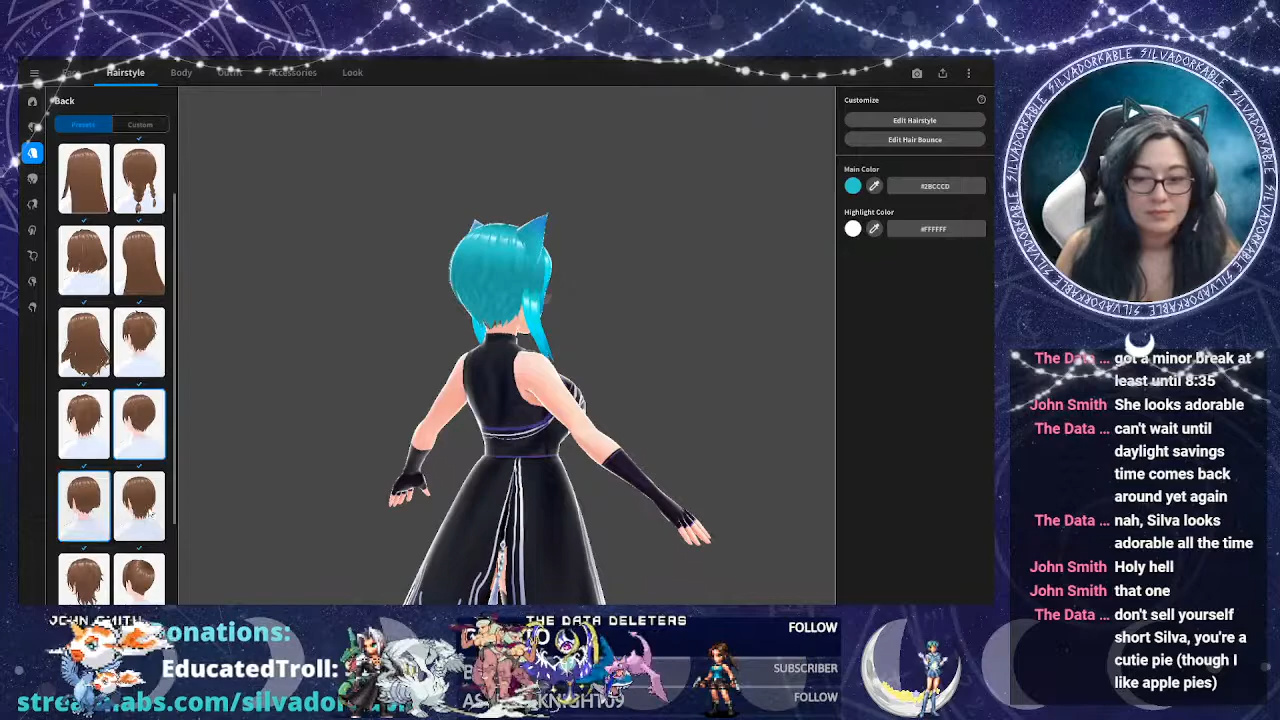 Hairstyle
Body
Outfit
Accessories
Look
Back
Presets
Custom
Customize
Edit Hairstyle
Edit Hair Bounce
Main Color
#2BCCCD
Highlight Color
#FFFFFF
SILVADORKABLE
The Data ... got a minor break at
least until 8:35
John Smith She looks adorable
The Data ... can't wait until
daylight savings
time comes back
around yet again
The Data ... nah, Silva looks
adorable all the time
John Smith Holy hell
John Smith that one
The Data ... don't sell yourself
short Silva, you're a
cutie pie (though I
like apple pies)
JOHN SMITH
THE DATA DELETERS
onations:
EducatedTroll:
FOLLOW
SUBSCRIBER
FOLLOW